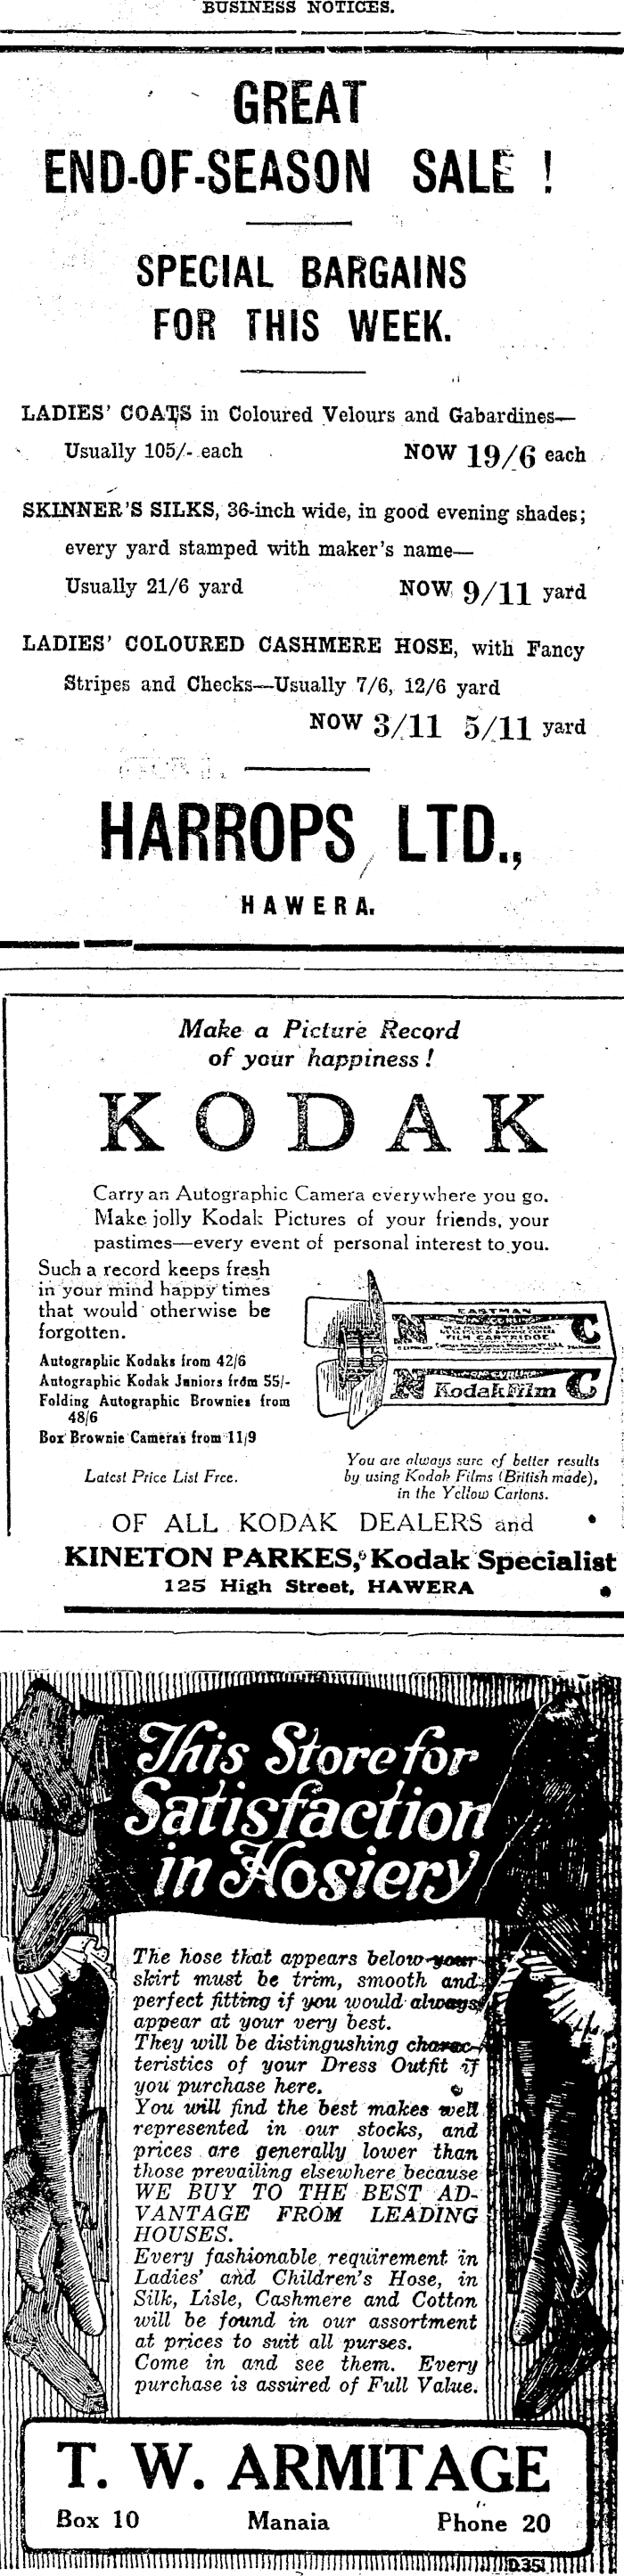 BUSINESS NOTICES.
GREAT
END-OF-SEASON SALE !
SPECIAL BARGAINS
FOR THIS WEEK.
LADIES' COATS in Coloured Velours and Gabardines—
Usually 105/- each NOW 19/6 each
SKINNER'S SILKS, 36-inch wide, in good evening shades;
every yard stamped with maker's name—
Usually 21/6 yard NOW 9/11 yard
LADIES' COLOURED CASHMERE HOSE, with Fancy
Stripes and Checks—Usually 7/6, 12/6 yard
NOW 3/11 5/11 yard
HARROPS LTD.,
HAWERA.
Make a Picture Record
of your happiness !
KODAK
Carry an Autographic Camera everywhere you go.
Make jolly Kodak Pictures of your friends, your
pastimes—every event of personal interest to you.
Such a record keeps fresh
in your mind happy times
that would otherwise be
forgotten.
Autographic Kodaks from 42/6
Autographic Kodak Juniors from 55/-
Folding Autographic Brownies from
48/6
Box Brownie Cameras from 11/9
Latest Price List Free.
EASTMAN
N C
FILM CARTRIDGE
N Kodak Film C
You are always sure of better results
by using Kodak Films (British made),
in the Yellow Cartons.
OF ALL KODAK DEALERS and
KINETON PARKES, Kodak Specialist
125 High Street, HAWERA
This Store for
Satisfaction
in Hosiery
The hose that appears below your
skirt must be trim, smooth and
perfect fitting if you would always
appear at your very best.
They will be distingushing charac-
teristics of your Dress Outfit if
you purchase here.
You will find the best makes well
represented in our stocks, and
prices are generally lower than
those prevailing elsewhere because
WE BUY TO THE BEST AD-
VANTAGE FROM LEADING
HOUSES.
Every fashionable requirement in
Ladies' and Children's Hose, in
Silk, Lisle, Cashmere and Cotton
will be found in our assortment
at prices to suit all purses.
Come in and see them. Every
purchase is assured of Full Value.
T. W. ARMITAGE
Box 10 Manaia Phone 20
D.351